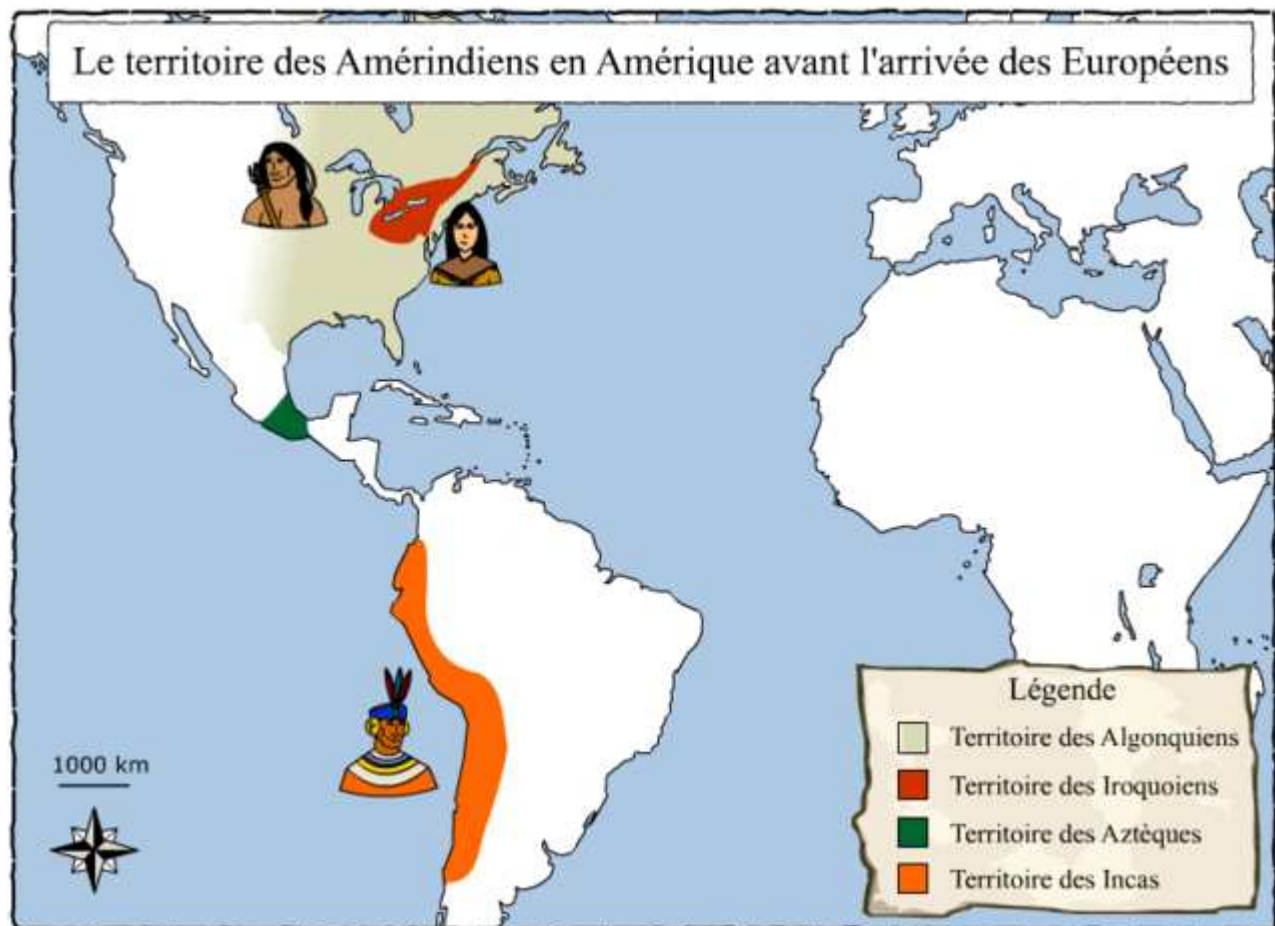 Le territoire des Amérindiens en Amérique avant l'arrivée des Européens
1000 km
Légende
Territoire des Algonquiens
Territoire des Iroquoiens
Territoire des Aztèques
Territoire des Incas